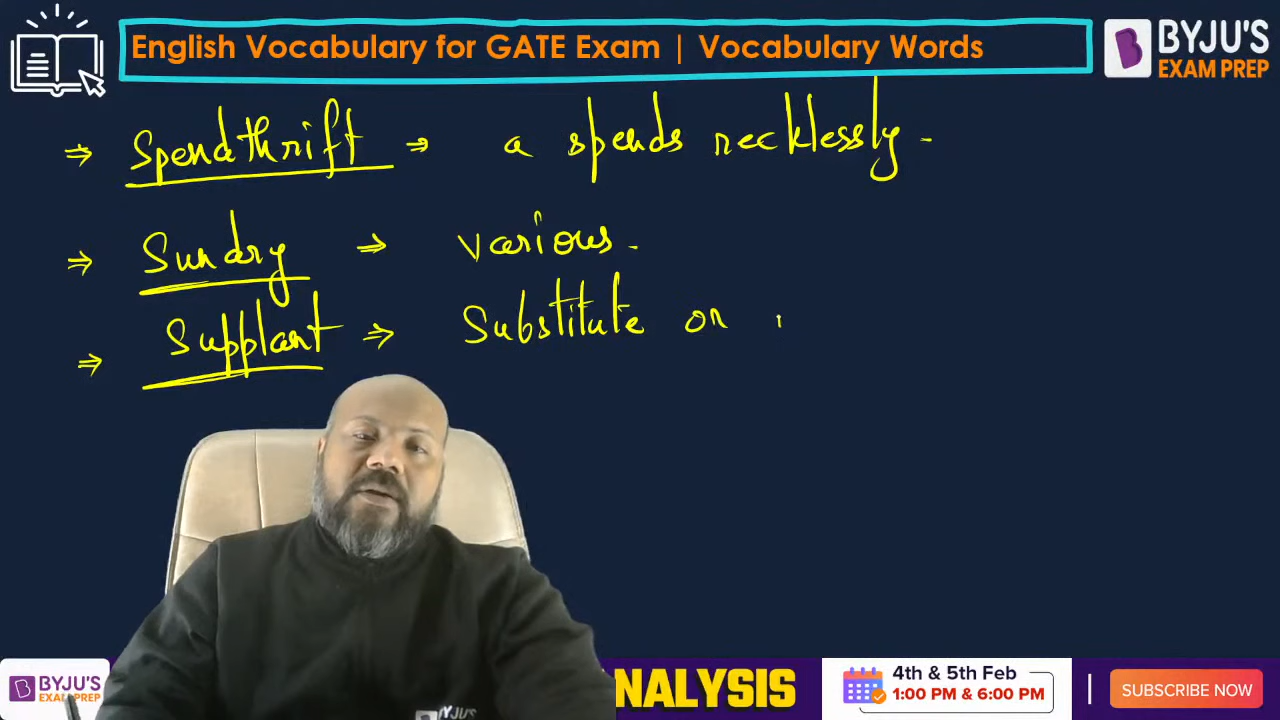 English Vocabulary for GATE Exam | Vocabulary Words
BYJU'S
EXAM PREP
⇒ Spendthrift ⇒ a spends recklessly.
⇒ Sundry ⇒ various.
⇒ Supplant ⇒ Substitute or
BYJU'S
EXAM PREP
BYJU'S
NALYSIS
4th & 5th Feb
1:00 PM & 6:00 PM
SUBSCRIBE NOW